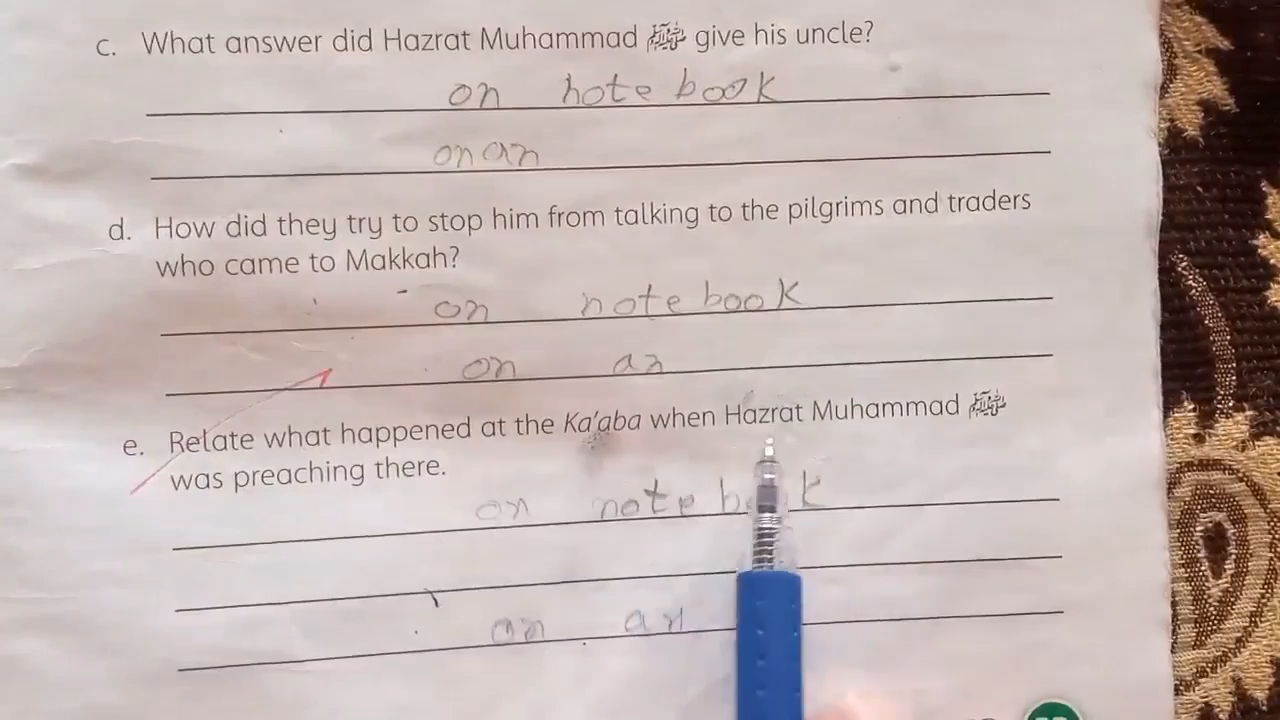 c. What answer did Hazrat Muhammad ﷺ give his uncle?
on note book
on an
d. How did they try to stop him from talking to the pilgrims and traders
who came to Makkah?
on note book
on an
e. Relate what happened at the Ka'aba when Hazrat Muhammad ﷺ
was preaching there.
on note book
on an